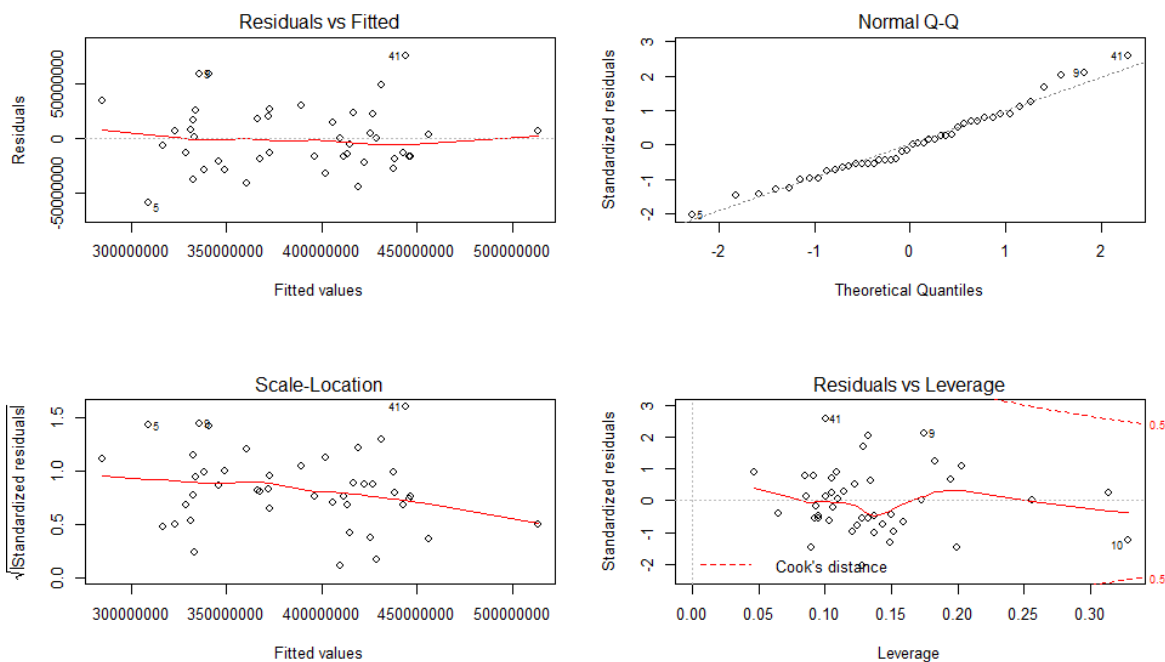 Residuals vs Fitted
Residuals
50000000
0
-50000000
41
9
5
300000000 350000000 400000000 450000000 500000000
Fitted values
Normal Q-Q
Standardized residuals
3
2
1
0
-1
-2
41
9
5
-2 -1 0 1 2
Theoretical Quantiles
Scale-Location
√|Standardized residuals|
1.5
1.0
0.5
0.0
41
5
9
300000000 350000000 400000000 450000000 500000000
Fitted values
Residuals vs Leverage
Standardized residuals
3
2
1
0
-1
-2
41
9
10
0.5
0.5
Cook's distance
0.00 0.05 0.10 0.15 0.20 0.25 0.30
Leverage